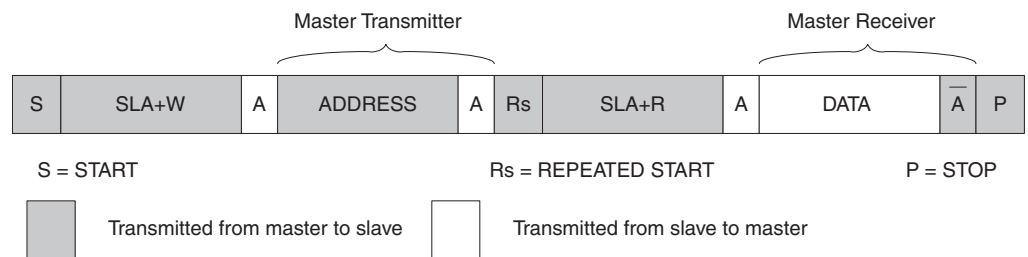 Master Transmitter Master Receiver
S SLA+W A ADDRESS A Rs SLA+R A DATA A̅ P
S = START Rs = REPEATED START P = STOP
Transmitted from master to slave Transmitted from slave to master